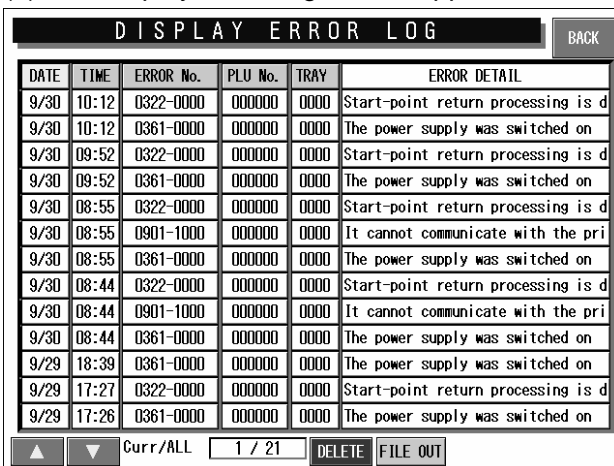 DISPLAY ERROR LOG BACK
DATE TIME ERROR No. PLU No. TRAY ERROR DETAIL
9/30 10:12 0322-0000 000000 0000 Start-point return processing is d
9/30 10:12 0361-0000 000000 0000 The power supply was switched on
9/30 09:52 0322-0000 000000 0000 Start-point return processing is d
9/30 09:52 0361-0000 000000 0000 The power supply was switched on
9/30 08:55 0322-0000 000000 0000 Start-point return processing is d
9/30 08:55 0901-1000 000000 0000 It cannot communicate with the pri
9/30 08:55 0361-0000 000000 0000 The power supply was switched on
9/30 08:44 0322-0000 000000 0000 Start-point return processing is d
9/30 08:44 0901-1000 000000 0000 It cannot communicate with the pri
9/30 08:44 0361-0000 000000 0000 The power supply was switched on
9/29 18:39 0361-0000 000000 0000 The power supply was switched on
9/29 17:27 0322-0000 000000 0000 Start-point return processing is d
9/29 17:26 0361-0000 000000 0000 The power supply was switched on
▲ ▼ Curr/ALL 1 / 21 DELETE FILE OUT